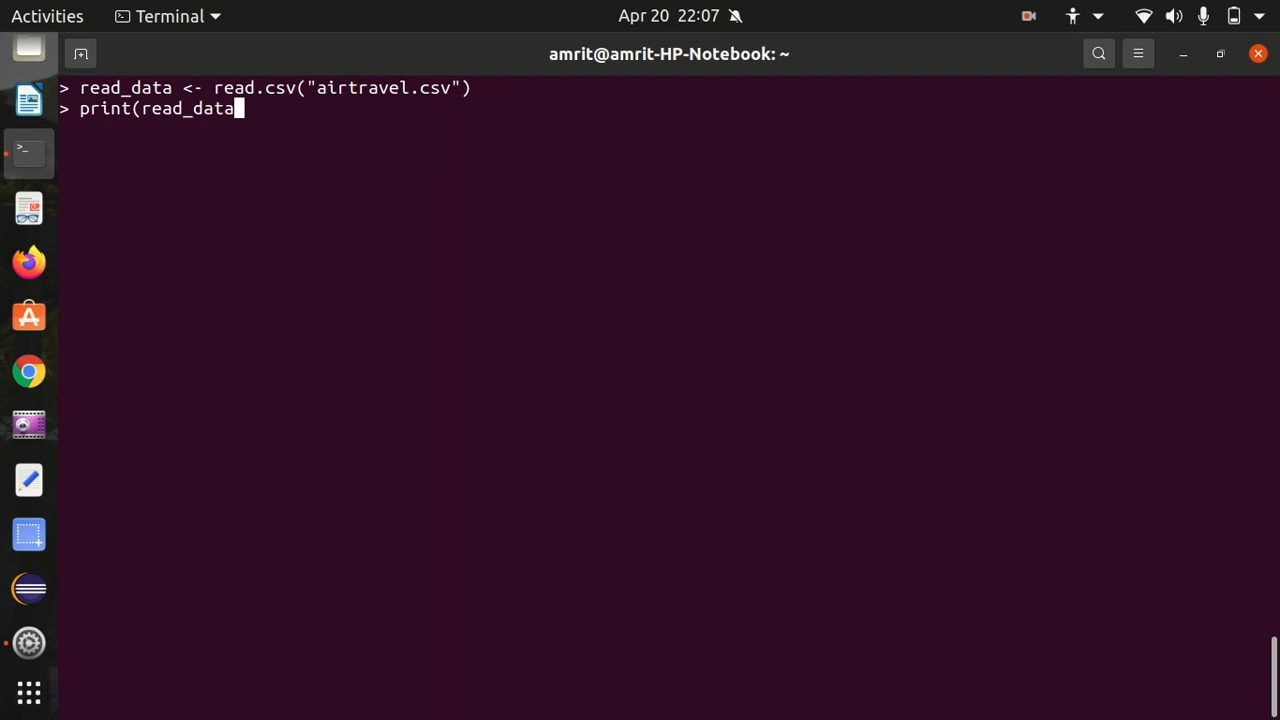 Activities
Terminal
Apr 20 22:07
amrit@amrit-HP-Notebook: ~
> read_data <- read.csv("airtravel.csv")
> print(read_data